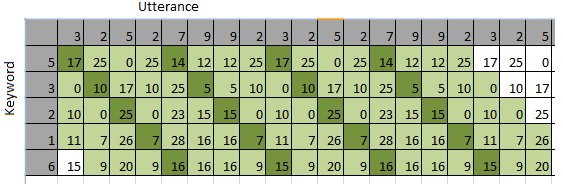 Utterance
Keyword
3 2 5 2 7 9 9 2 3 2 5 2 7 9 9 2 3 2 5
5 17 25 0 25 14 12 12 25 17 25 0 25 14 12 12 25 17 25 0
3 0 10 17 10 25 5 5 10 0 10 17 10 25 5 5 10 0 10 17
2 10 0 25 0 23 15 15 0 10 0 25 0 23 15 15 0 10 0 25
1 11 7 26 7 28 16 16 7 11 7 26 7 28 16 16 7 11 7 26
6 15 9 20 9 16 16 16 9 15 9 20 9 16 16 16 9 15 9 20